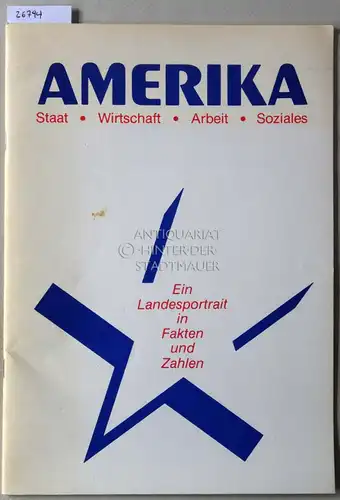 26794
AMERIKA
Staat • Wirtschaft • Arbeit • Soziales
ANTIQUARIAT
© HINTER DER
STADTMAUER
Ein
Landesportrait
in
Fakten
und
Zahlen